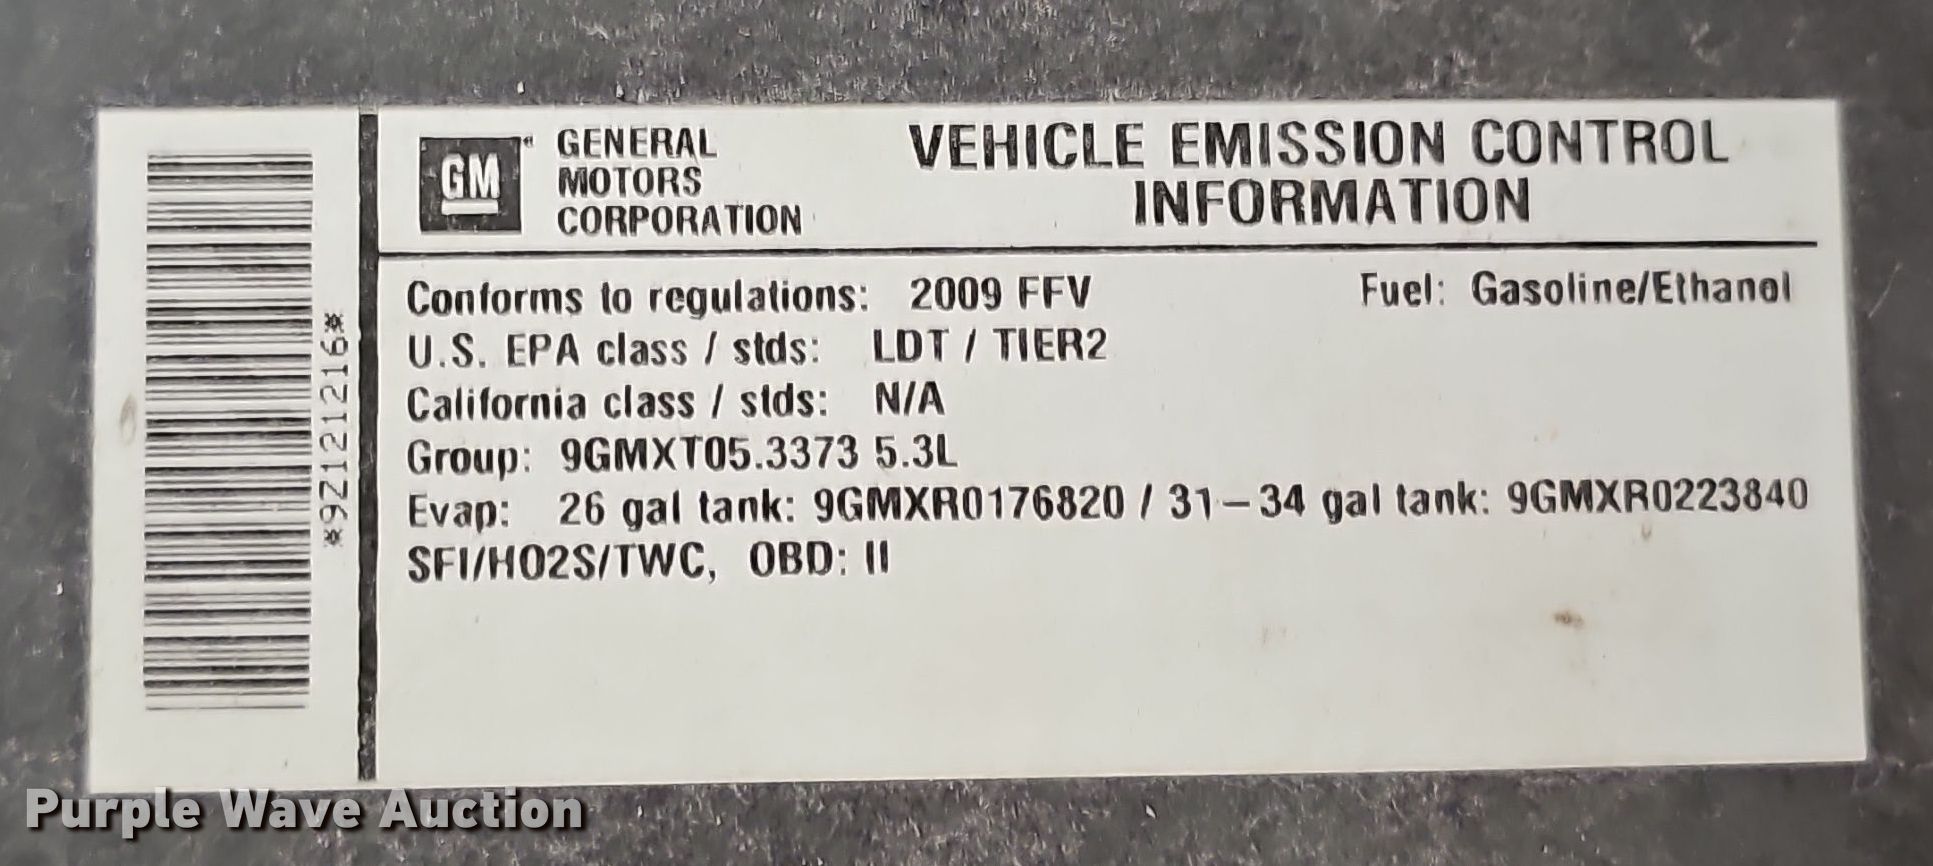 GM
GENERAL
MOTORS
CORPORATION
VEHICLE EMISSION CONTROL
INFORMATION
Conforms to regulations: 2009 FFV
Fuel: Gasoline/Ethanol
U.S. EPA class / stds: LDT / TIER2
California class / stds: N/A
Group: 9GMXT05.3373 5.3L
Evap: 26 gal tank: 9GMXR0176820 / 31-34 gal tank: 9GMXR0223840
SFI/HO2S/TWC, OBD: II
*9Z1212126*
Purple Wave Auction